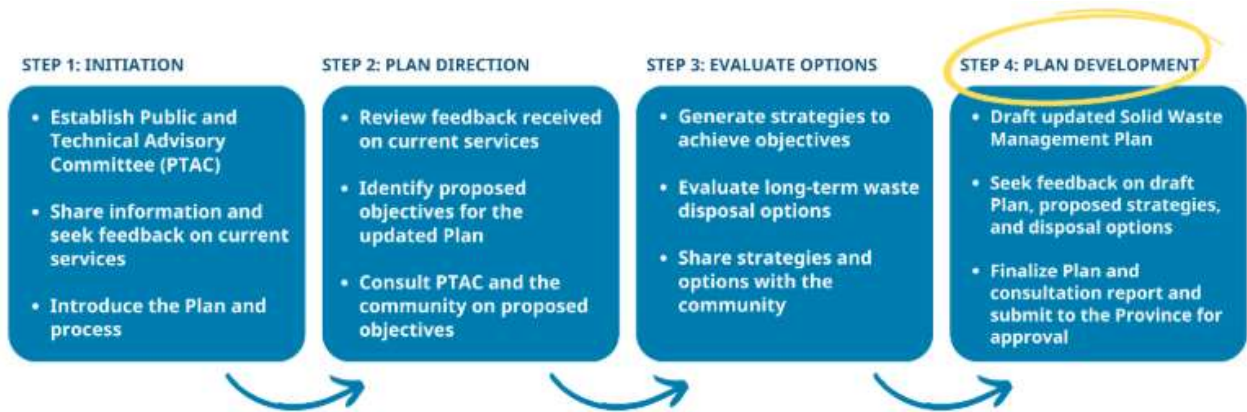 STEP 1: INITIATION
• Establish Public and
Technical Advisory
Committee (PTAC)
• Share information and
seek feedback on current
services
• Introduce the Plan and
process
STEP 2: PLAN DIRECTION
• Review feedback received
on current services
• Identify proposed
objectives for the
updated Plan
• Consult PTAC and the
community on proposed
objectives
STEP 3: EVALUATE OPTIONS
• Generate strategies to
achieve objectives
• Evaluate long-term waste
disposal options
• Share strategies and
options with the
community
STEP 4: PLAN DEVELOPMENT
• Draft updated Solid Waste
Management Plan
• Seek feedback on draft
Plan, proposed strategies,
and disposal options
• Finalize Plan and
consultation report and
submit to the Province for
approval